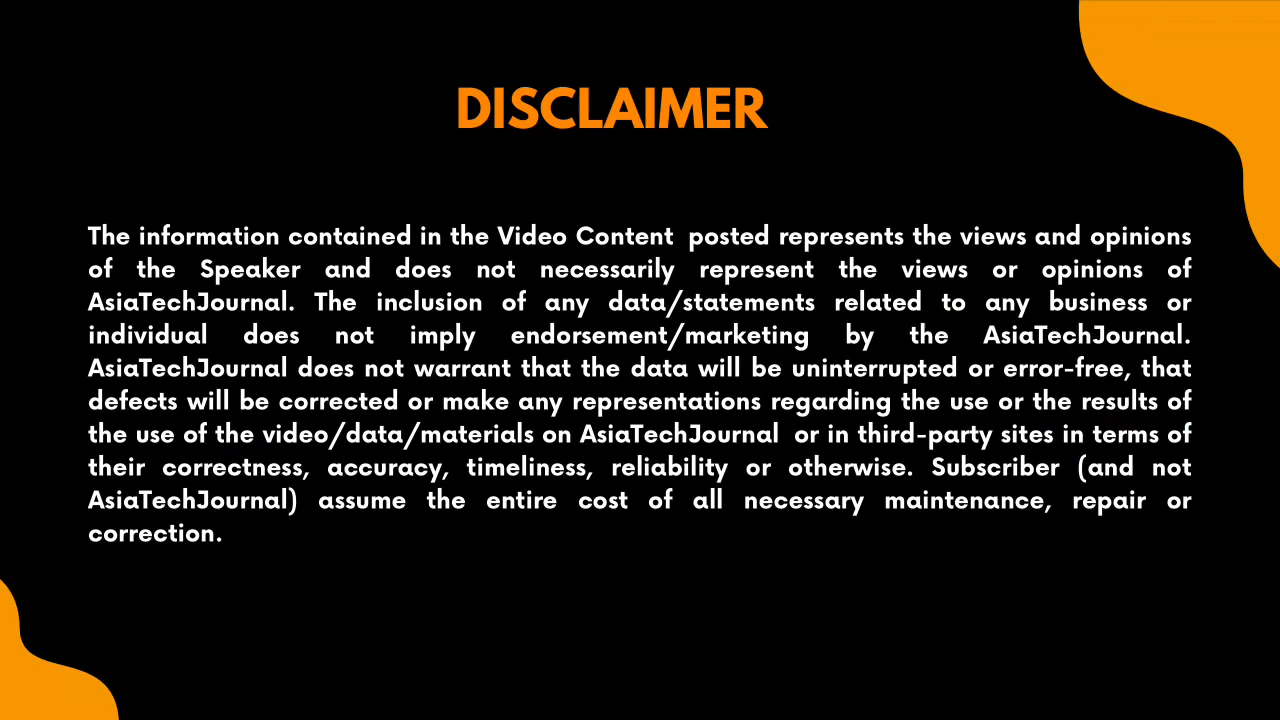 DISCLAIMER
The information contained in the Video Content posted represents the views and opinions
of the Speaker and does not necessarily represent the views or opinions of
AsiaTechJournal. The inclusion of any data/statements related to any business or
individual does not imply endorsement/marketing by the AsiaTechJournal.
AsiaTechJournal does not warrant that the data will be uninterrupted or error-free, that
defects will be corrected or make any representations regarding the use or the results of
the use of the video/data/materials on AsiaTechJournal or in third-party sites in terms of
their correctness, accuracy, timeliness, reliability or otherwise. Subscriber (and not
AsiaTechJournal) assume the entire cost of all necessary maintenance, repair or
correction.